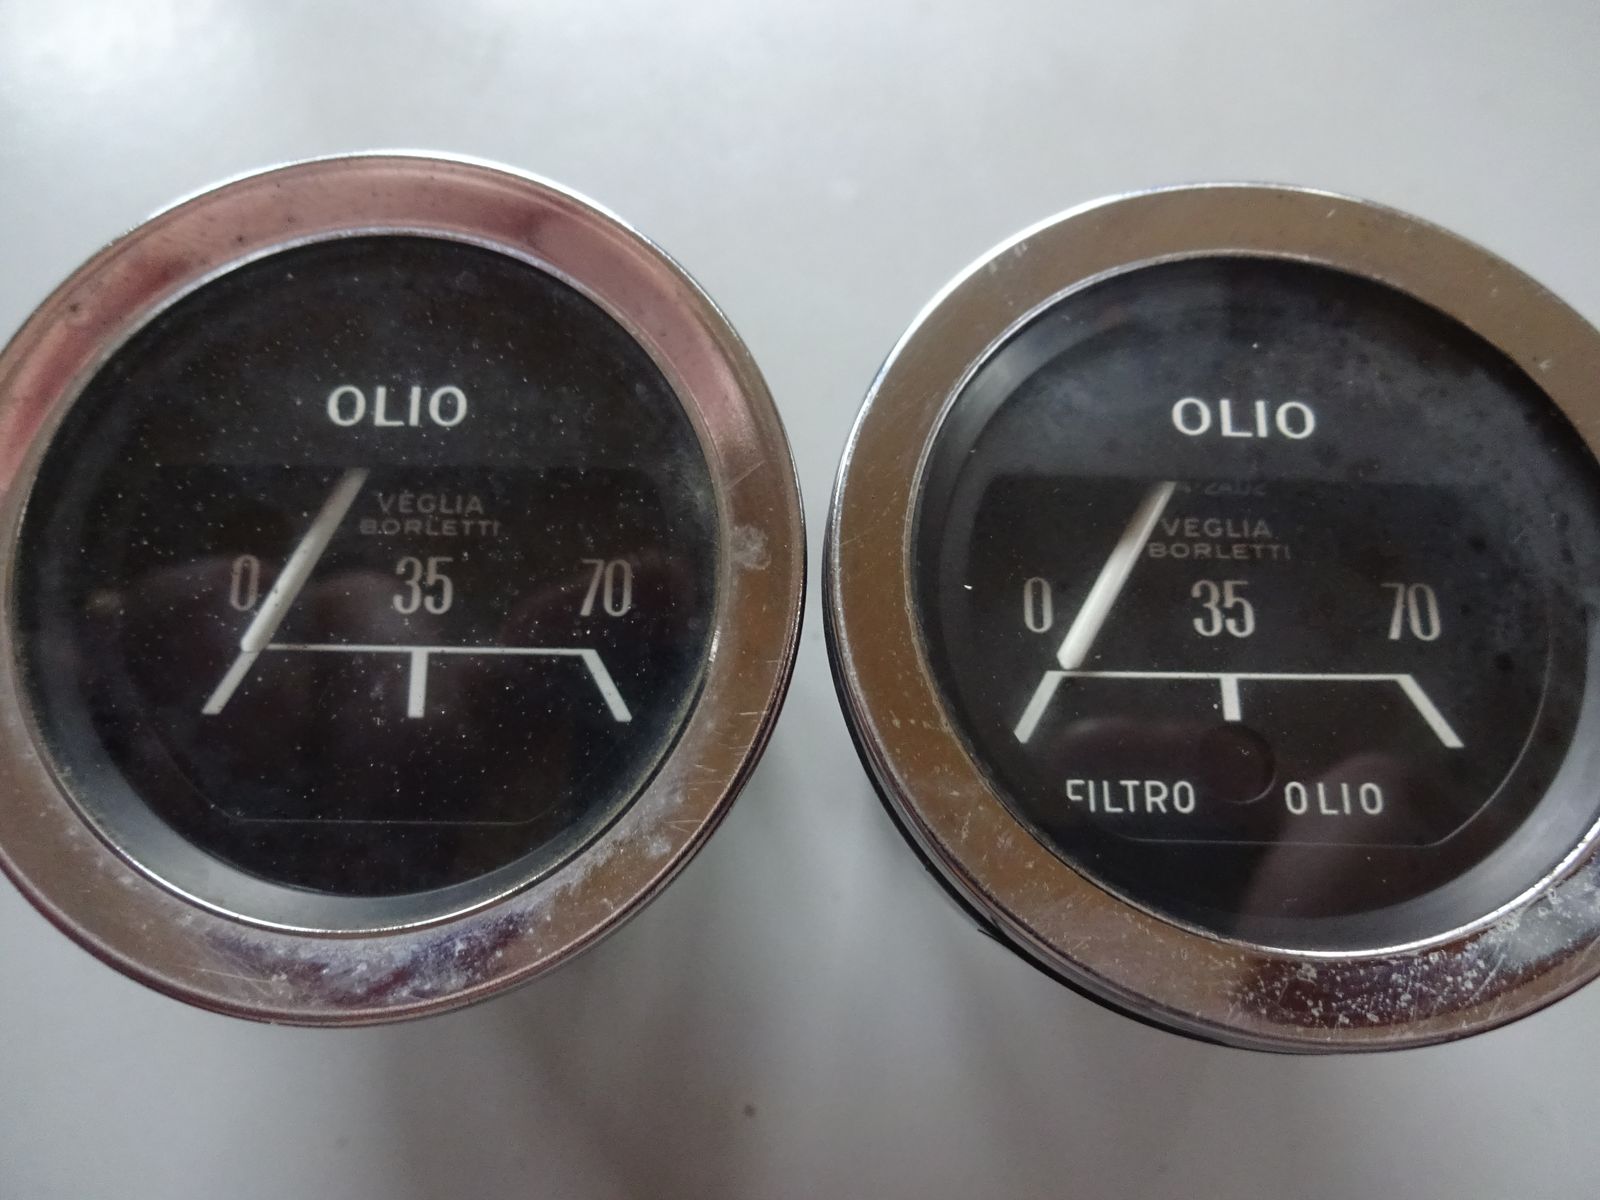 OLIO
VEGLIA
BORLETTI
0 35 70
OLIO
VEGLIA
BORLETTI
0 35 70
FILTRO OLIO